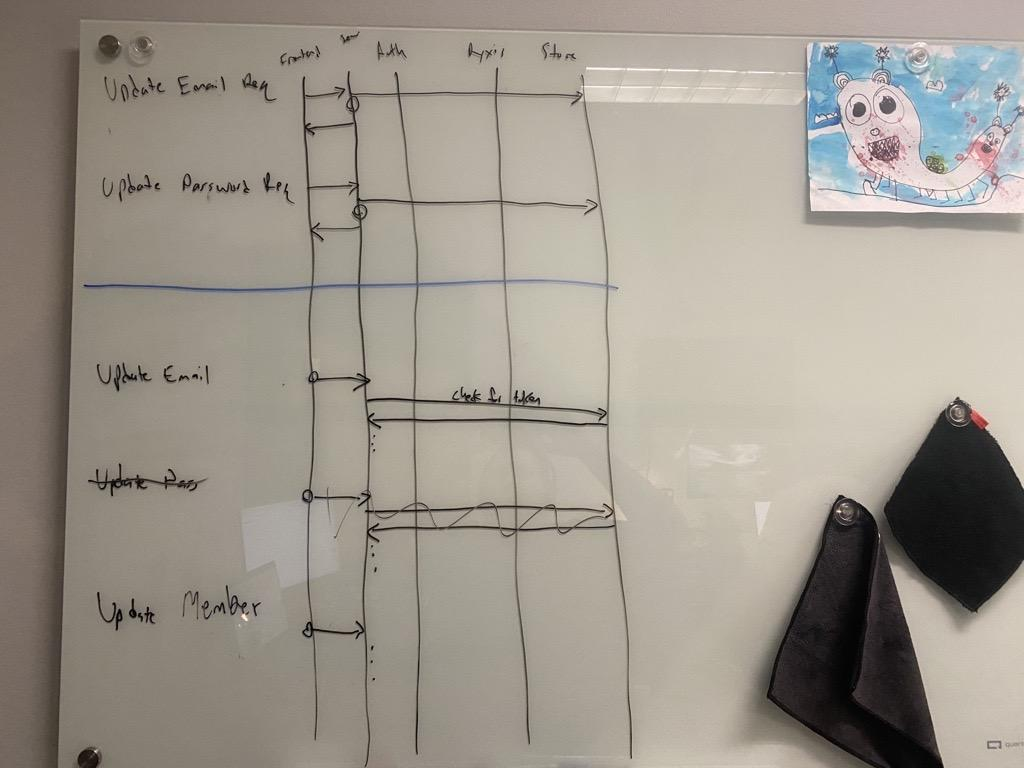 Frontend Auth Store
Update Email Req
Update Password Req
Update Email
check for token
Update Pass
Update Member